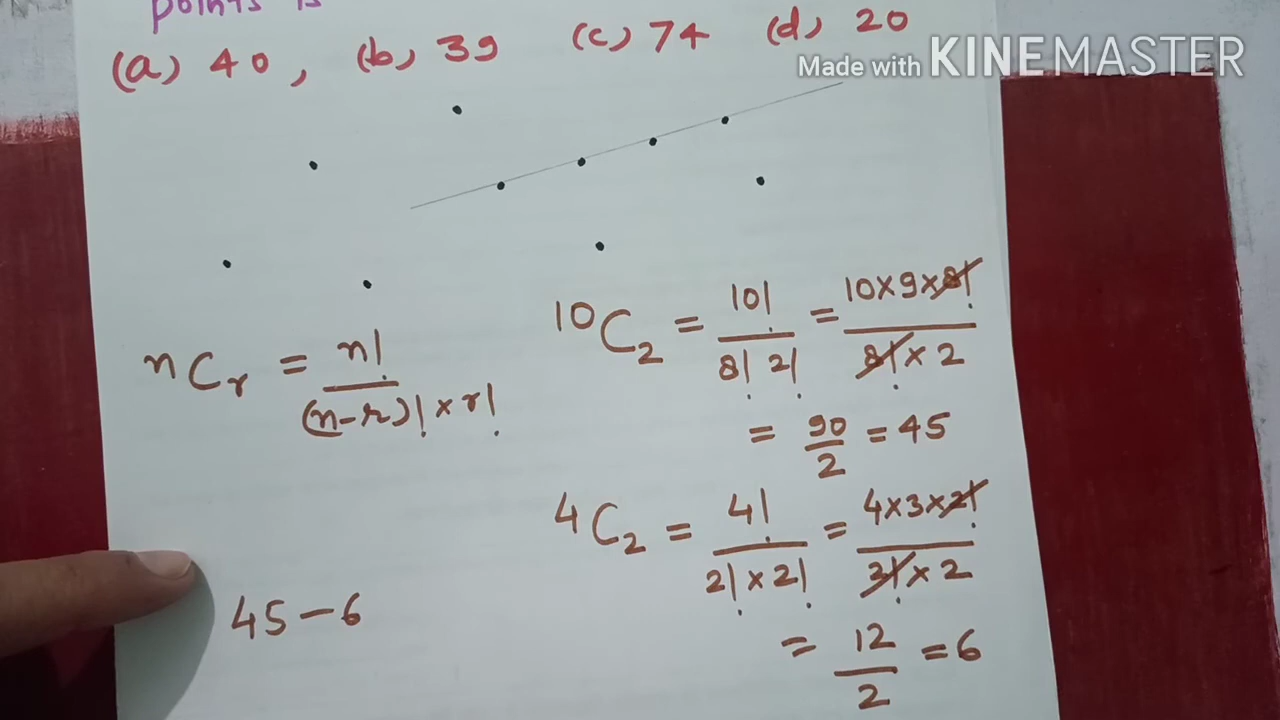 points is
(a) 40, (b) 39 (c) 74 (d) 20
Made with KINEMASTER
nCr = n! / (n-r)! × r!
10C2 = 10! / 8! 2! = 10×9×8! / 8!×2
= 90/2 = 45
4C2 = 4! / 2!×2! = 4×3×2! / 2!×2
= 12/2 = 6
45-6